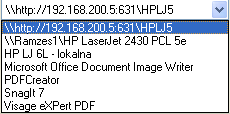 \\http://192.168.200.5:631\HPLJ5
\\http://192.168.200.5:631\HPLJ5
\\Ramzes1\HP LaserJet 2430 PCL 5e
HP LJ 6L - lokalna
Microsoft Office Document Image Writer
PDFCreator
SnagIt 7
Visage eXPert PDF